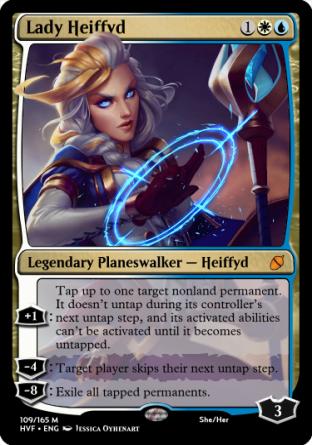 Lady Heiffyd 1
Legendary Planeswalker — Heiffyd
+1: Tap up to one target nonland permanent.
It doesn't untap during its controller's
next untap step, and its activated abilities
can't be activated until it becomes
untapped.
-4: Target player skips their next untap step.
-8: Exile all tapped permanents.
3
109/165 M She/Her
HVF • ENG Jessica Oyhenart